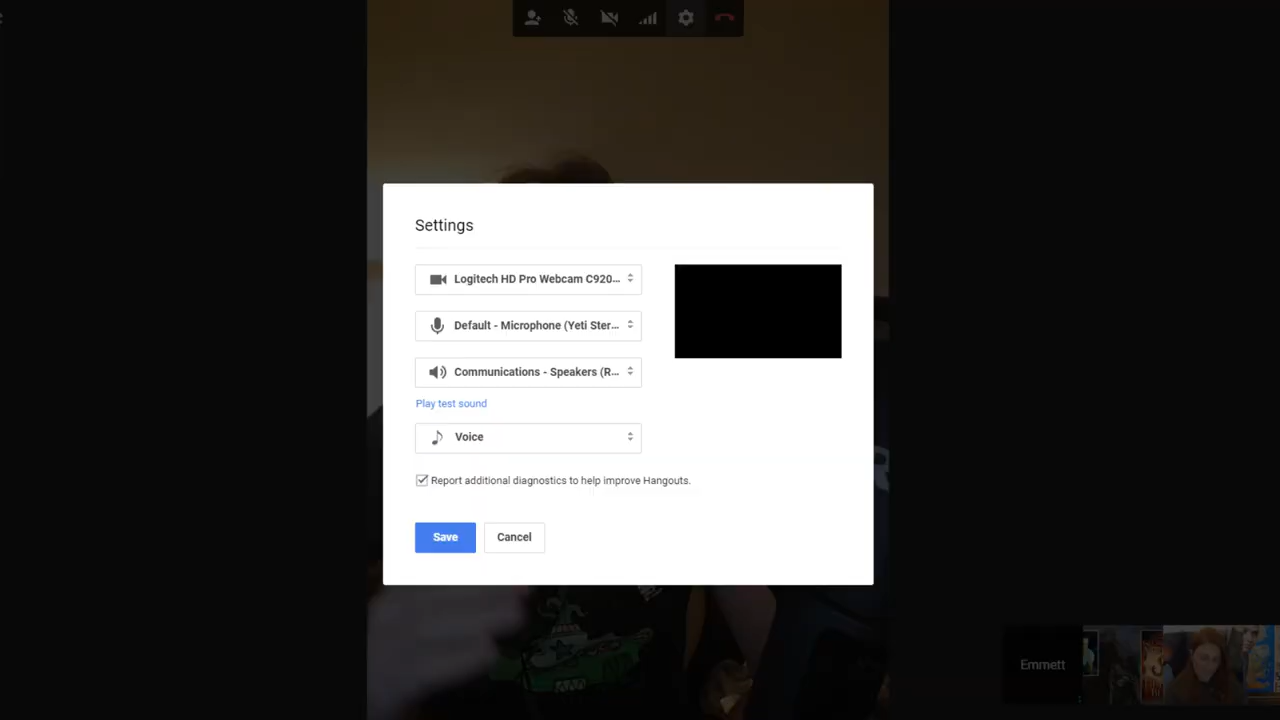 Settings
Logitech HD Pro Webcam C920...
Default - Microphone (Yeti Ster...
Communications - Speakers (R...
Play test sound
Voice
Report additional diagnostics to help improve Hangouts.
Save
Cancel
Emmett